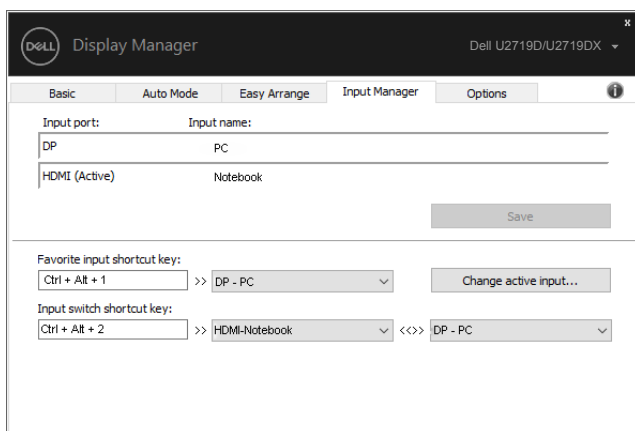 x
DELL Display Manager Dell U2719D/U2719DX
Basic Auto Mode Easy Arrange Input Manager Options i
Input port: Input name:
DP PC
HDMI (Active) Notebook
Save
Favorite input shortcut key:
Ctrl + Alt + 1 >> DP - PC Change active input...
Input switch shortcut key:
Ctrl + Alt + 2 >> HDMI-Notebook <<>> DP - PC